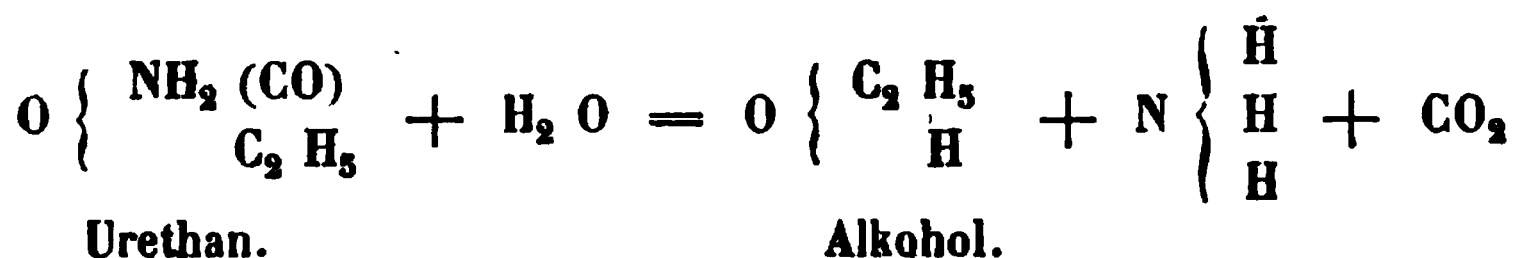 O { NH₂ (CO) C₂ H₅ + H₂ O = O { C₂ H₅ H + N { H H H + CO₂
Urethan. Alkohol.